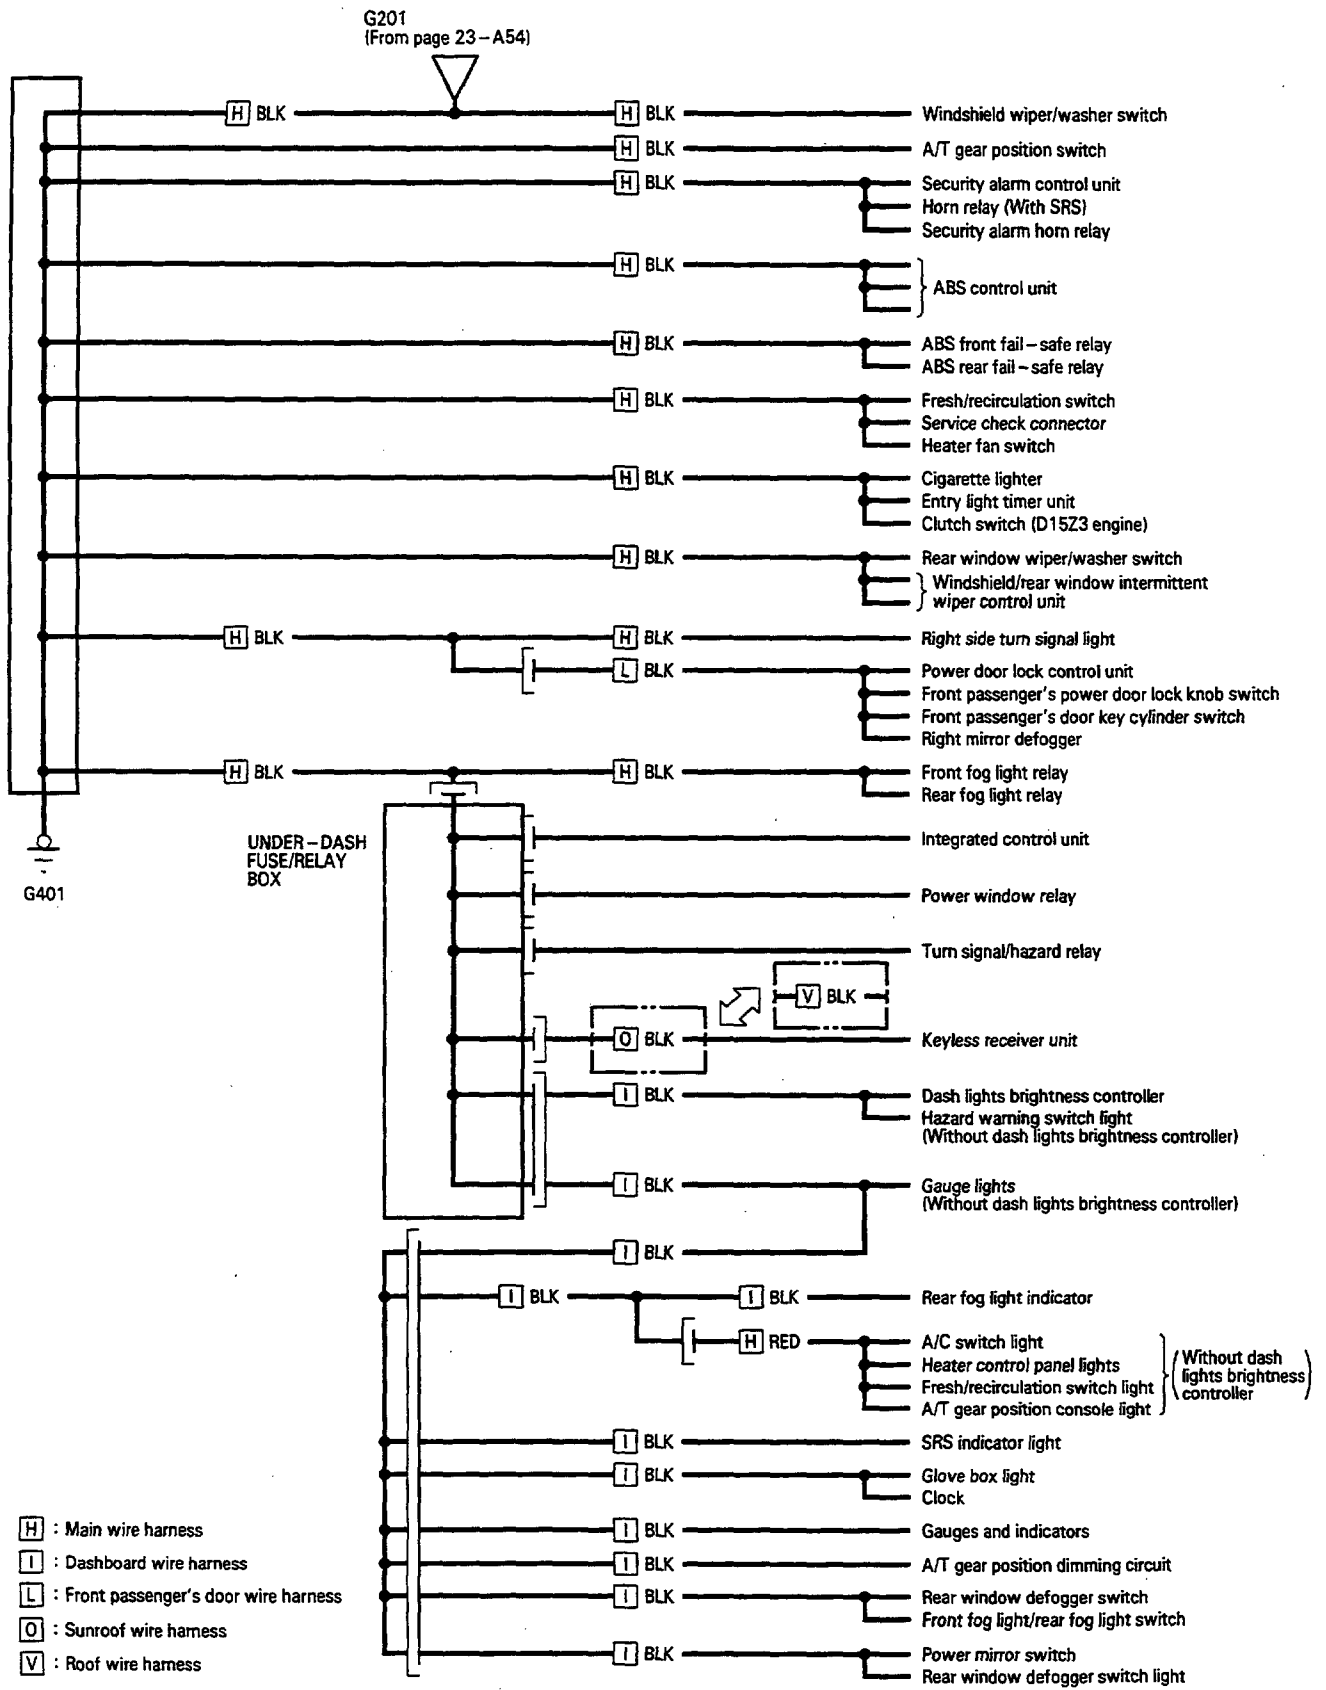 G201
(From page 23-A54)
H BLK H BLK Windshield wiper/washer switch
H BLK A/T gear position switch
H BLK Security alarm control unit
Horn relay (With SRS)
Security alarm horn relay
H BLK ABS control unit
H BLK ABS front fail-safe relay
ABS rear fail-safe relay
H BLK Fresh/recirculation switch
Service check connector
Heater fan switch
H BLK Cigarette lighter
Entry light timer unit
Clutch switch (D15Z3 engine)
H BLK Rear window wiper/washer switch
Windshield/rear window intermittent
wiper control unit
H BLK H BLK Right side turn signal light
L BLK Power door lock control unit
Front passenger's power door lock knob switch
Front passenger's door key cylinder switch
Right mirror defogger
H BLK H BLK Front fog light relay
Rear fog light relay
G401
UNDER-DASH
FUSE/RELAY
BOX
Integrated control unit
Power window relay
Turn signal/hazard relay
V BLK
O BLK Keyless receiver unit
I BLK Dash lights brightness controller
Hazard warning switch light
(Without dash lights brightness controller)
I BLK Gauge lights
(Without dash lights brightness controller)
I BLK
I BLK I BLK Rear fog light indicator
H RED A/C switch light
Heater control panel lights
Fresh/recirculation switch light
A/T gear position console light
(Without dash
lights brightness
controller)
I BLK SRS indicator light
I BLK Glove box light
Clock
I BLK Gauges and indicators
I BLK A/T gear position dimming circuit
I BLK Rear window defogger switch
Front fog light/rear fog light switch
I BLK Power mirror switch
Rear window defogger switch light
H : Main wire harness
I : Dashboard wire harness
L : Front passenger's door wire harness
O : Sunroof wire harness
V : Roof wire harness